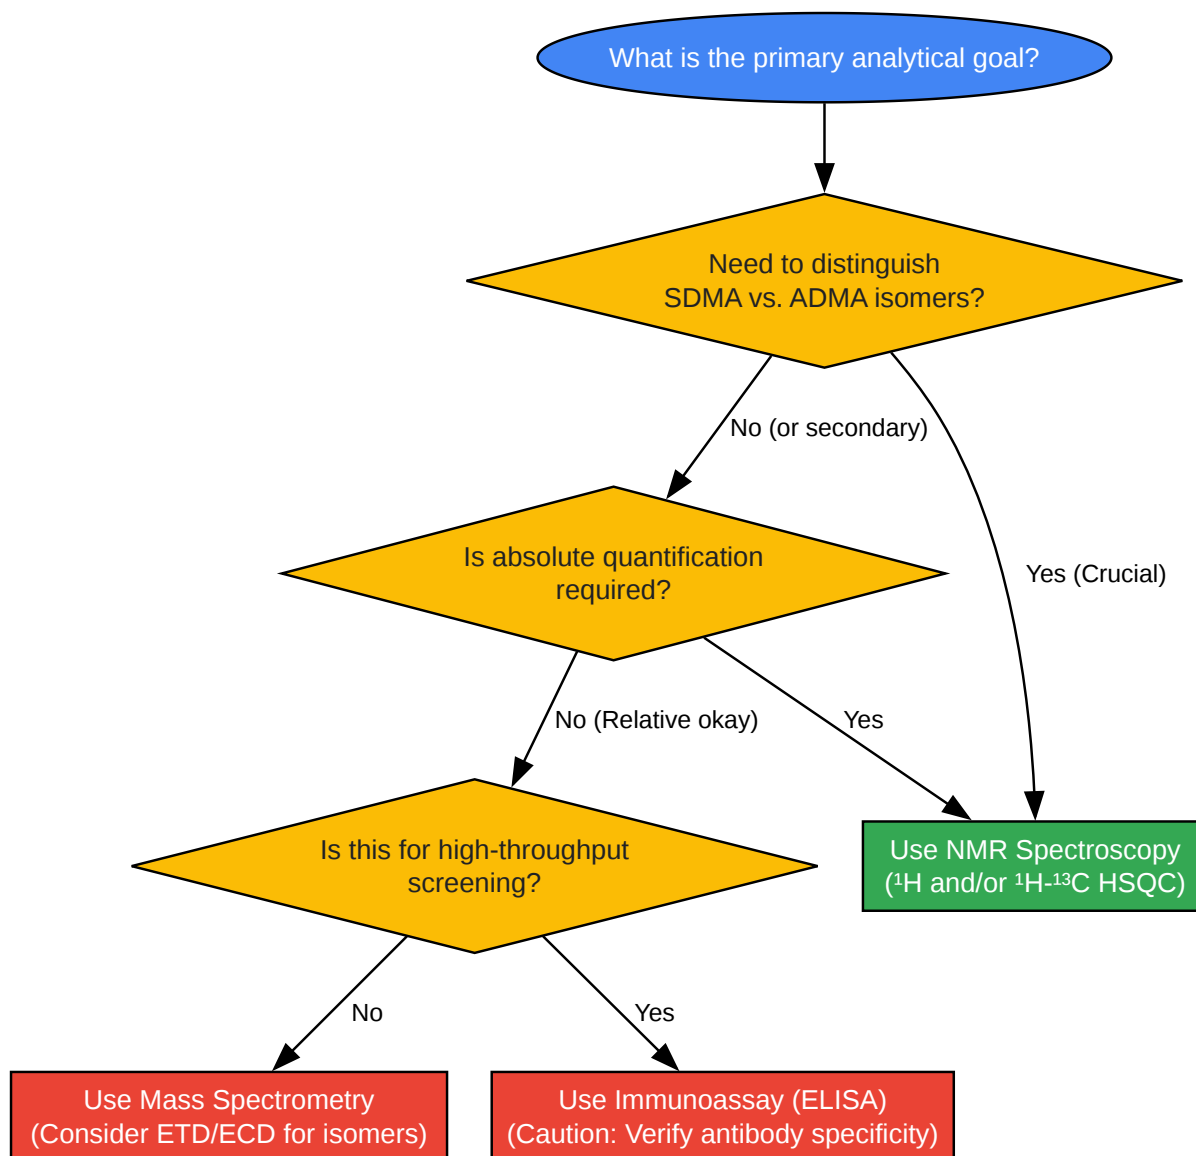 What is the primary analytical goal?
Need to distinguish
SDMA vs. ADMA isomers?
No (or secondary)
Is absolute quantification
required?
Yes (Crucial)
No (Relative okay)
Yes
Is this for high-throughput
screening?
Use NMR Spectroscopy
(¹H and/or ¹H-¹³C HSQC)
No
Yes
Use Mass Spectrometry
(Consider ETD/ECD for isomers)
Use Immunoassay (ELISA)
(Caution: Verify antibody specificity)